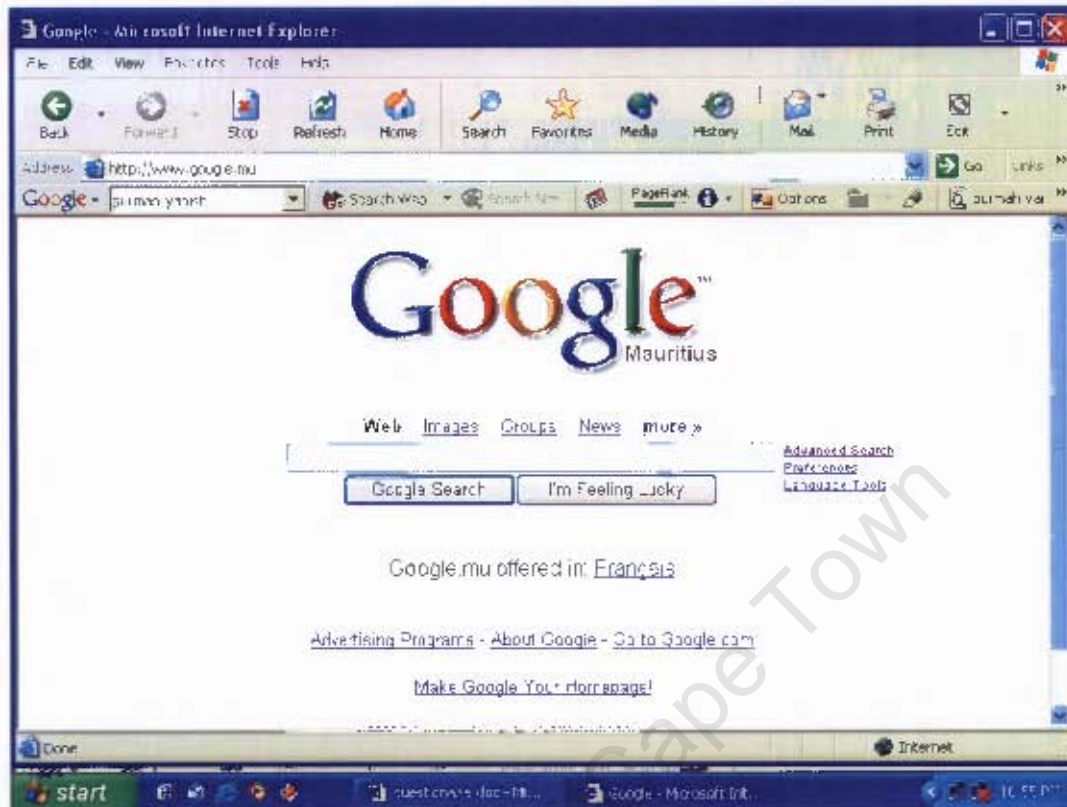 Google - Microsoft Internet Explorer
File Edit View Favorites Tools Help
Back Forward Stop Refresh Home Search Favorites Media History Mail Print Edit
Address http://www.google.mu Go Links
Google Search Web PageRank Options
Google™
Mauritius
Web Images Groups News more »
Advanced Search
Preferences
Language Tools
Google Search I'm Feeling Lucky
Google.mu offered in: Français
Advertising Programs - About Google - Go to Google.com
Make Google Your Homepage!
Done Internet
start Google - Microsoft Int...
Cape Town